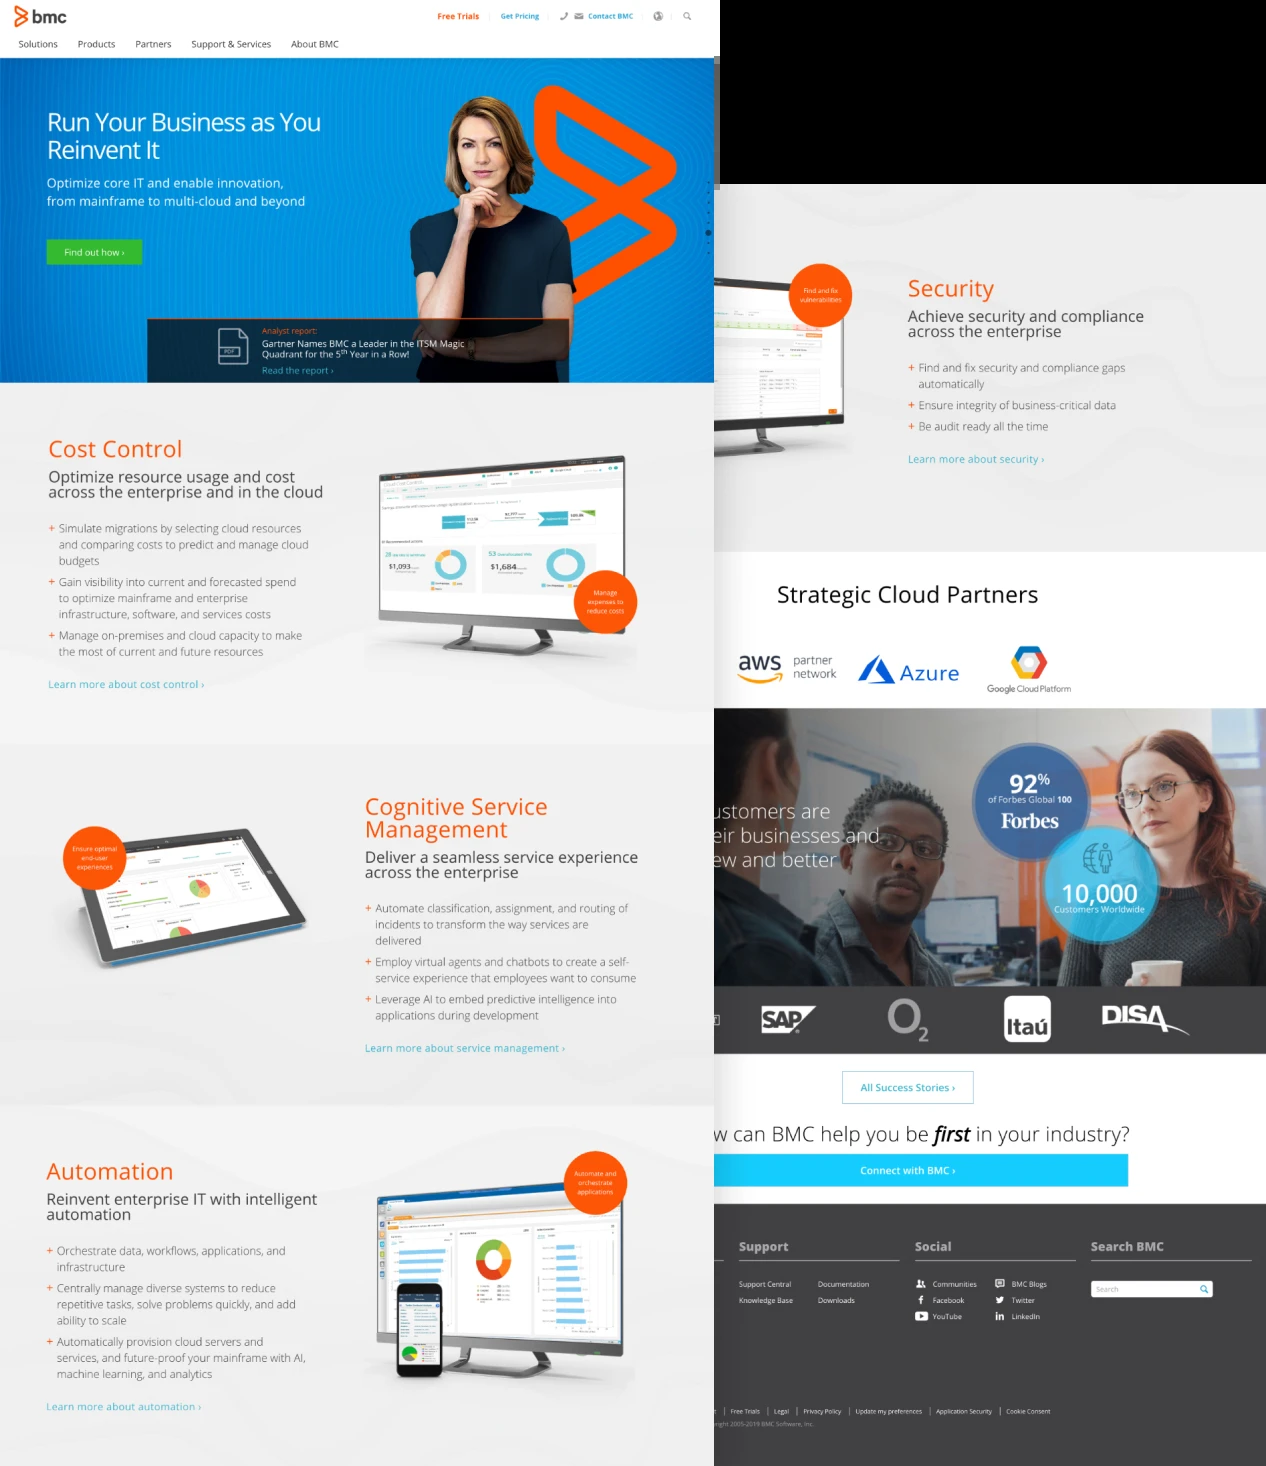 bmc
Free Trials
Get Pricing
Contact BMC
Solutions
Products
Partners
Support & Services
About BMC
Run Your Business as You
Reinvent It
Optimize core IT and enable innovation,
from mainframe to multi-cloud and beyond
Find out how ›
PDF
Analyst report:
Gartner Names BMC a Leader in the ITSM Magic
Quadrant for the 5th Year in a Row!
Read the report ›
Cost Control
Optimize resource usage and cost
across the enterprise and in the cloud
+ Simulate migrations by selecting cloud resources
and comparing costs to predict and manage cloud
budgets
+ Gain visibility into current and forecasted spend
to optimize mainframe and enterprise
infrastructure, software, and services costs
+ Manage on-premises and cloud capacity to make
the most of current and future resources
Learn more about cost control ›
$1,093
$1,684
Manage
expenses to
reduce costs
Ensure optimal
end-user
experiences
Cognitive Service
Management
Deliver a seamless service experience
across the enterprise
+ Automate classification, assignment, and routing of
incidents to transform the way services are
delivered
+ Employ virtual agents and chatbots to create a self-
service experience that employees want to consume
+ Leverage AI to embed predictive intelligence into
applications during development
Learn more about service management ›
Automation
Reinvent enterprise IT with intelligent
automation
+ Orchestrate data, workflows, applications, and
infrastructure
+ Centrally manage diverse systems to reduce
repetitive tasks, solve problems quickly, and add
ability to scale
+ Automatically provision cloud servers and
services, and future-proof your mainframe with AI,
machine learning, and analytics
Learn more about automation ›
Automate and
orchestrate
applications
Find and fix
vulnerabilities
Security
Achieve security and compliance
across the enterprise
+ Find and fix security and compliance gaps
automatically
+ Ensure integrity of business-critical data
+ Be audit ready all the time
Learn more about security ›
Strategic Cloud Partners
aws partner
network
Azure
Google Cloud Platform
ustomers are
eir businesses and
ew and better
92%
of Forbes Global 100
Forbes
10,000
Customers Worldwide
SAP
O2
Itaú
DISA
All Success Stories ›
w can BMC help you be first in your industry?
Connect with BMC ›
Support
Social
Search BMC
Support Central
Documentation
Communities
BMC Blogs
Search
Knowledge Base
Downloads
Facebook
Twitter
YouTube
LinkedIn
Free Trials | Legal | Privacy Policy | Update my preferences | Application Security | Cookie Consent
right 2005-2019 BMC Software, Inc.